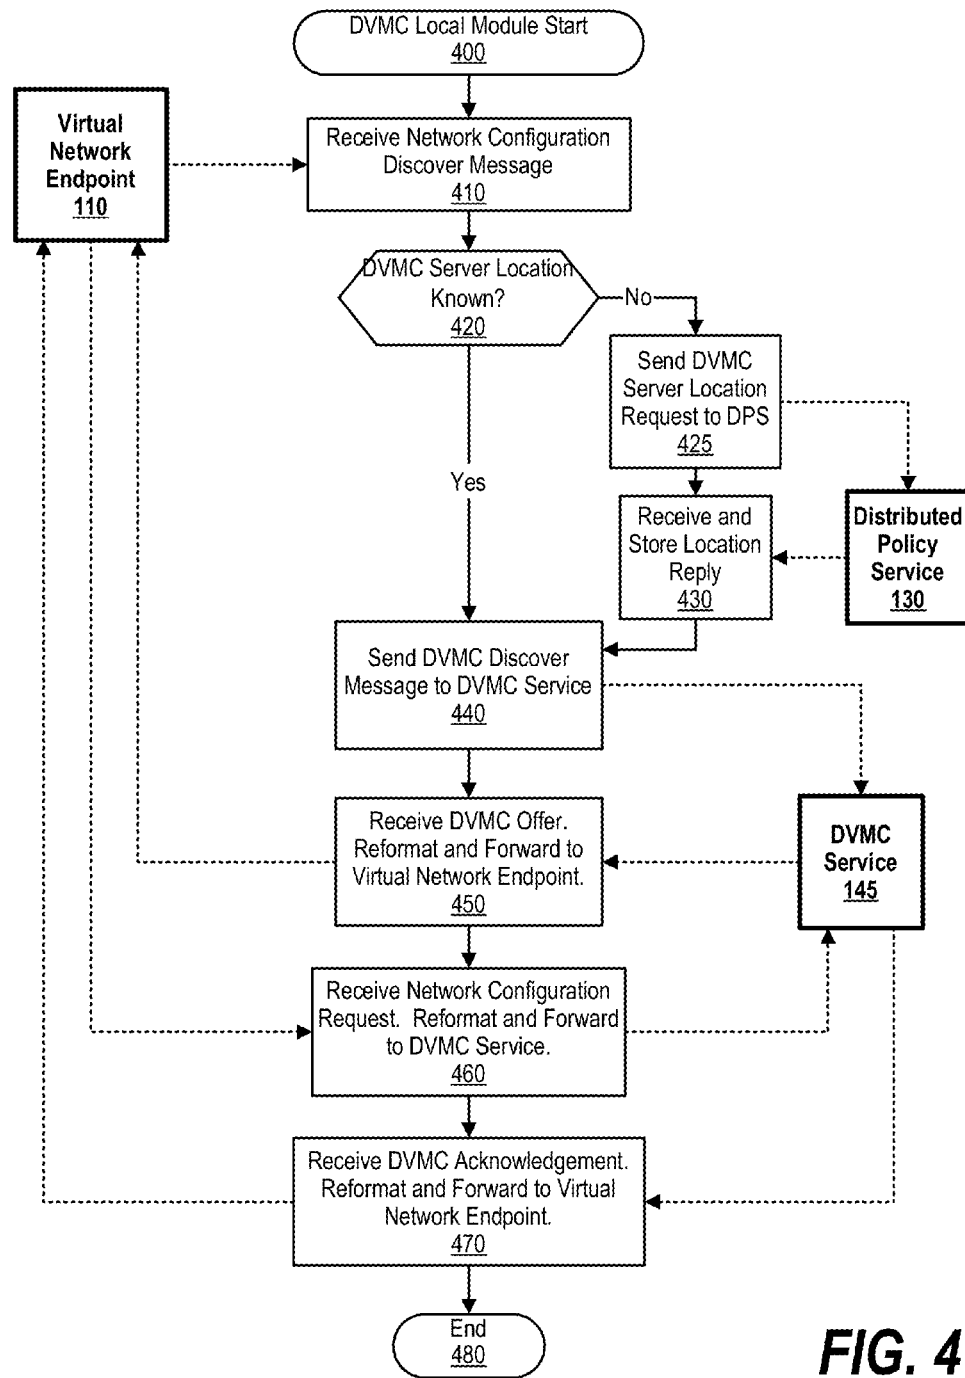 DVMC Local Module Start
400
Virtual
Network
Endpoint
110
Receive Network Configuration
Discover Message
410
DVMC Server Location
Known?
420
No
Send DVMC
Server Location
Request to DPS
425
Yes
Receive and
Store Location
Reply
430
Distributed
Policy
Service
130
Send DVMC Discover
Message to DVMC Service
440
Receive DVMC Offer.
Reformat and Forward to
Virtual Network Endpoint.
450
DVMC
Service
145
Receive Network Configuration
Request. Reformat and Forward
to DVMC Service.
460
Receive DVMC Acknowledgement.
Reformat and Forward to Virtual
Network Endpoint.
470
End
480
FIG. 4